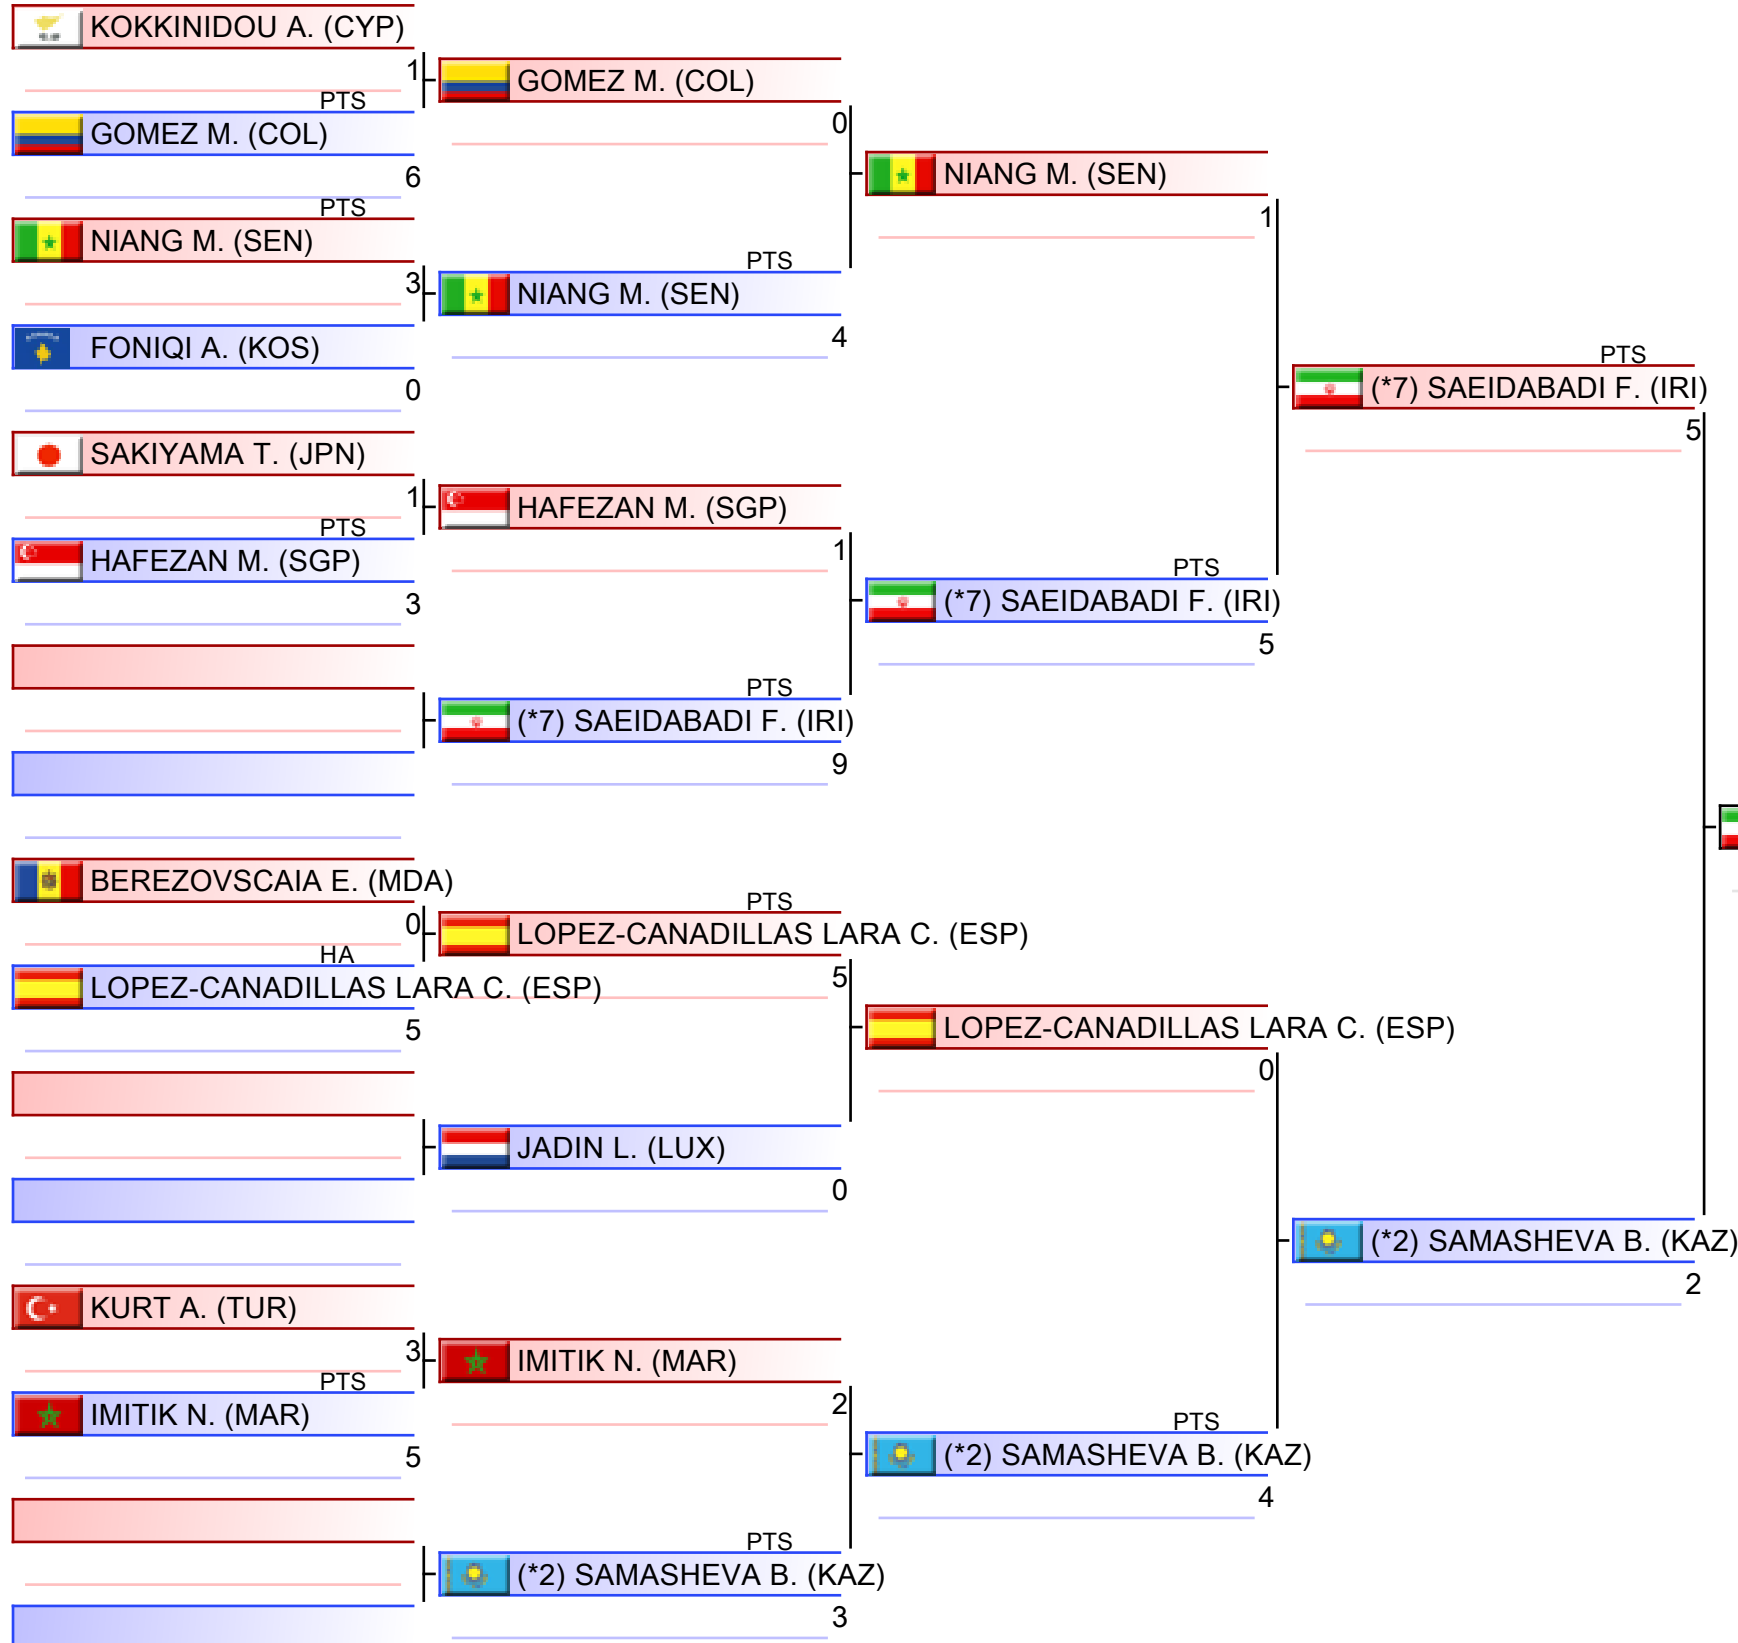 KOKKINIDOU A. (CYP)
1
PTS
GOMEZ M. (COL)
6
PTS
NIANG M. (SEN)
3
FONIQI A. (KOS)
0
SAKIYAMA T. (JPN)
1
PTS
HAFEZAN M. (SGP)
3
BEREZOVSCAIA E. (MDA)
0
HA
LOPEZ-CANADILLAS LARA C. (ESP)
5
KURT A. (TUR)
3
PTS
IMITIK N. (MAR)
5
GOMEZ M. (COL)
0
PTS
NIANG M. (SEN)
4
HAFEZAN M. (SGP)
1
PTS
(*7) SAEIDABADI F. (IRI)
9
PTS
LOPEZ-CANADILLAS LARA C. (ESP)
5
JADIN L. (LUX)
0
IMITIK N. (MAR)
2
PTS
(*2) SAMASHEVA B. (KAZ)
3
NIANG M. (SEN)
1
PTS
(*7) SAEIDABADI F. (IRI)
5
LOPEZ-CANADILLAS LARA C. (ESP)
0
PTS
(*2) SAMASHEVA B. (KAZ)
4
PTS
(*7) SAEIDABADI F. (IRI)
5
(*2) SAMASHEVA B. (KAZ)
2